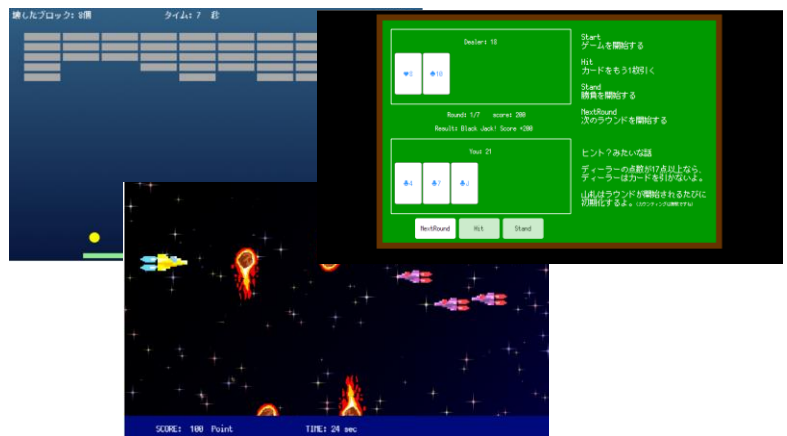 壊したブロック: 8個
タイム: 7 秒
Dealer: 18
♥8
♣10
Round: 1/7 score: 200
Result: Black Jack! Score +200
You: 21
♣4
♣7
♣J
NextRound
Hit
Stand
Start
ゲームを開始する
Hit
カードをもう1枚引く
Stand
勝負を開始する
NextRound
次のラウンドを開始する
ヒント?みたいな話
ディーラーの点数が17点以上なら、
ディーラーはカードを引かないよ。
山札はラウンドが開始されるたびに
初期化するよ。
SCORE: 100 Point
TIME: 24 sec